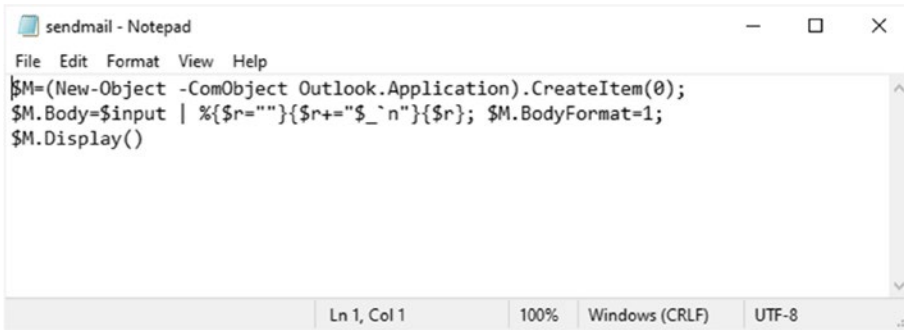 sendmail - Notepad
File Edit Format View Help
$M=(New-Object -ComObject Outlook.Application).CreateItem(0);
$M.Body=$input | %{$r=""}{$r+="$_`n"}{$r}; $M.BodyFormat=1;
$M.Display()
Ln 1, Col 1 100% Windows (CRLF) UTF-8